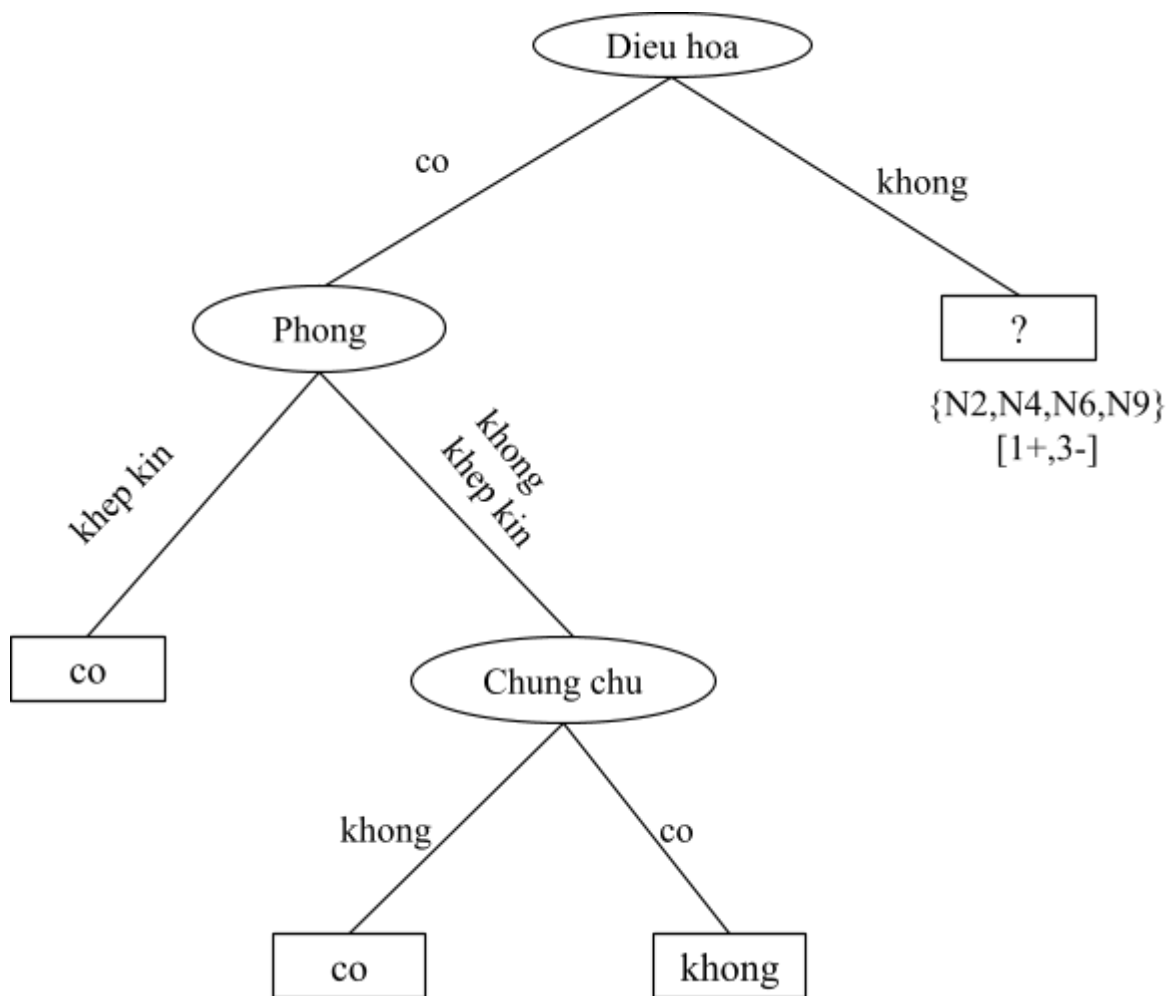 Dieu hoa
co
khong
Phong
?
{N2,N4,N6,N9}
[1+,3-]
khep kin
khong
khep kin
co
Chung chu
khong
co
co
khong